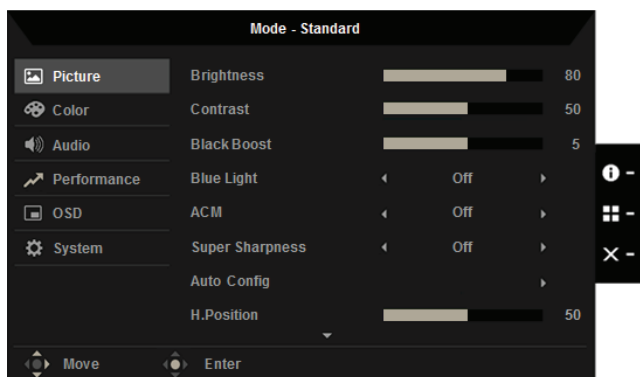 Mode - Standard
Picture
Color
Audio
Performance
OSD
System
Brightness 80
Contrast 50
Black Boost 5
Blue Light Off
ACM Off
Super Sharpness Off
Auto Config
H.Position 50
Move Enter